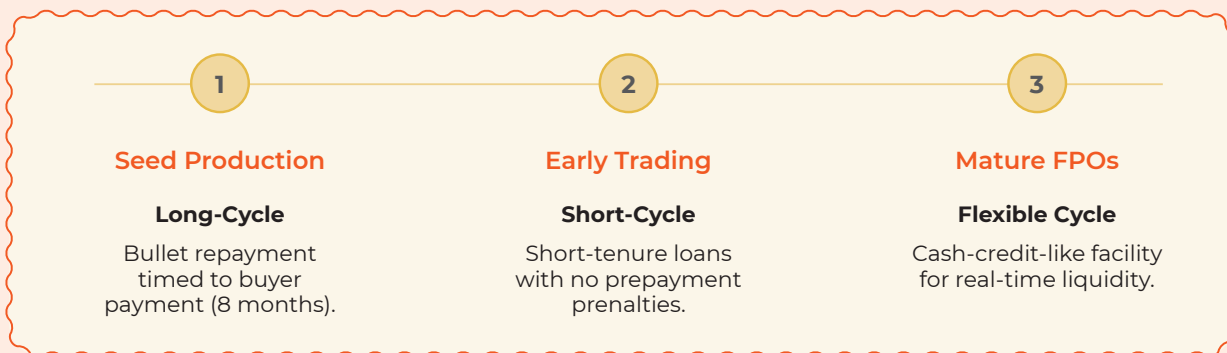 1
Seed Production
Long-Cycle
Bullet repayment
timed to buyer
payment (8 months).
2
Early Trading
Short-Cycle
Short-tenure loans
with no prepayment
prenalties.
3
Mature FPOs
Flexible Cycle
Cash-credit-like facility
for real-time liquidity.